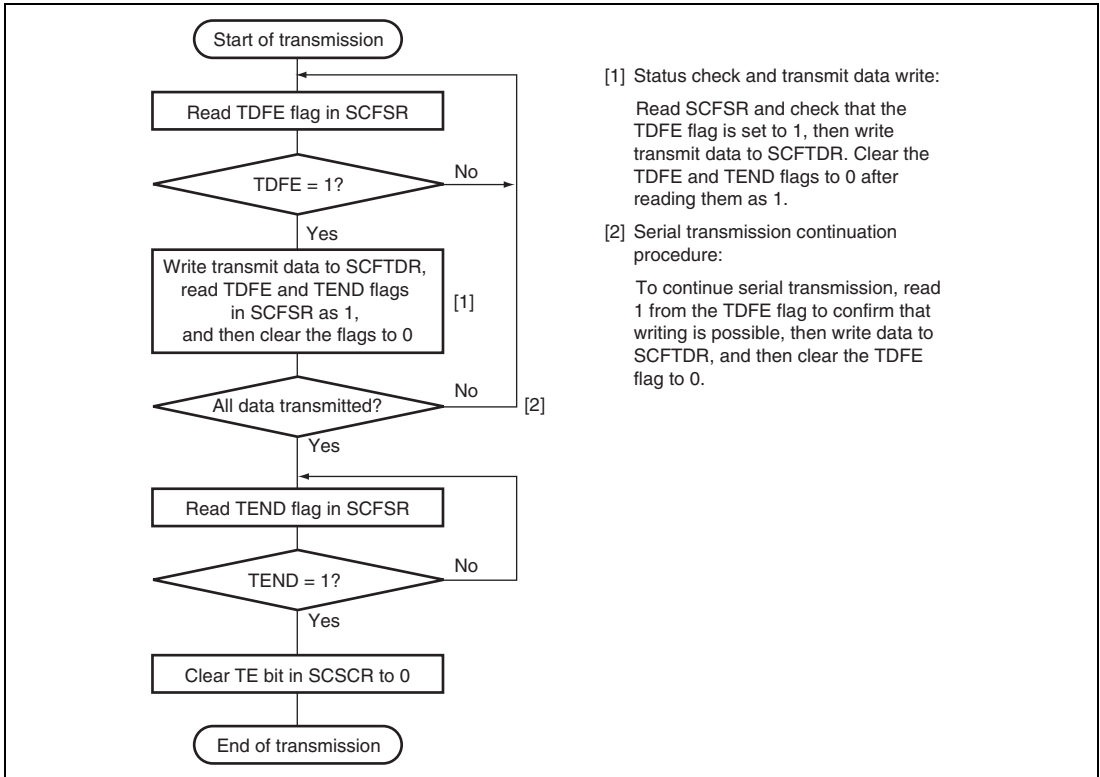 Start of transmission
Read TDFE flag in SCFSR
TDFE = 1?
No
Yes
Write transmit data to SCFTDR,
read TDFE and TEND flags
in SCFSR as 1,
and then clear the flags to 0
[1]
All data transmitted?
No
[2]
Yes
Read TEND flag in SCFSR
TEND = 1?
No
Yes
Clear TE bit in SCSCR to 0
End of transmission
[1] Status check and transmit data write:
Read SCFSR and check that the
TDFE flag is set to 1, then write
transmit data to SCFTDR. Clear the
TDFE and TEND flags to 0 after
reading them as 1.
[2] Serial transmission continuation
procedure:
To continue serial transmission, read
1 from the TDFE flag to confirm that
writing is possible, then write data to
SCFTDR, and then clear the TDFE
flag to 0.